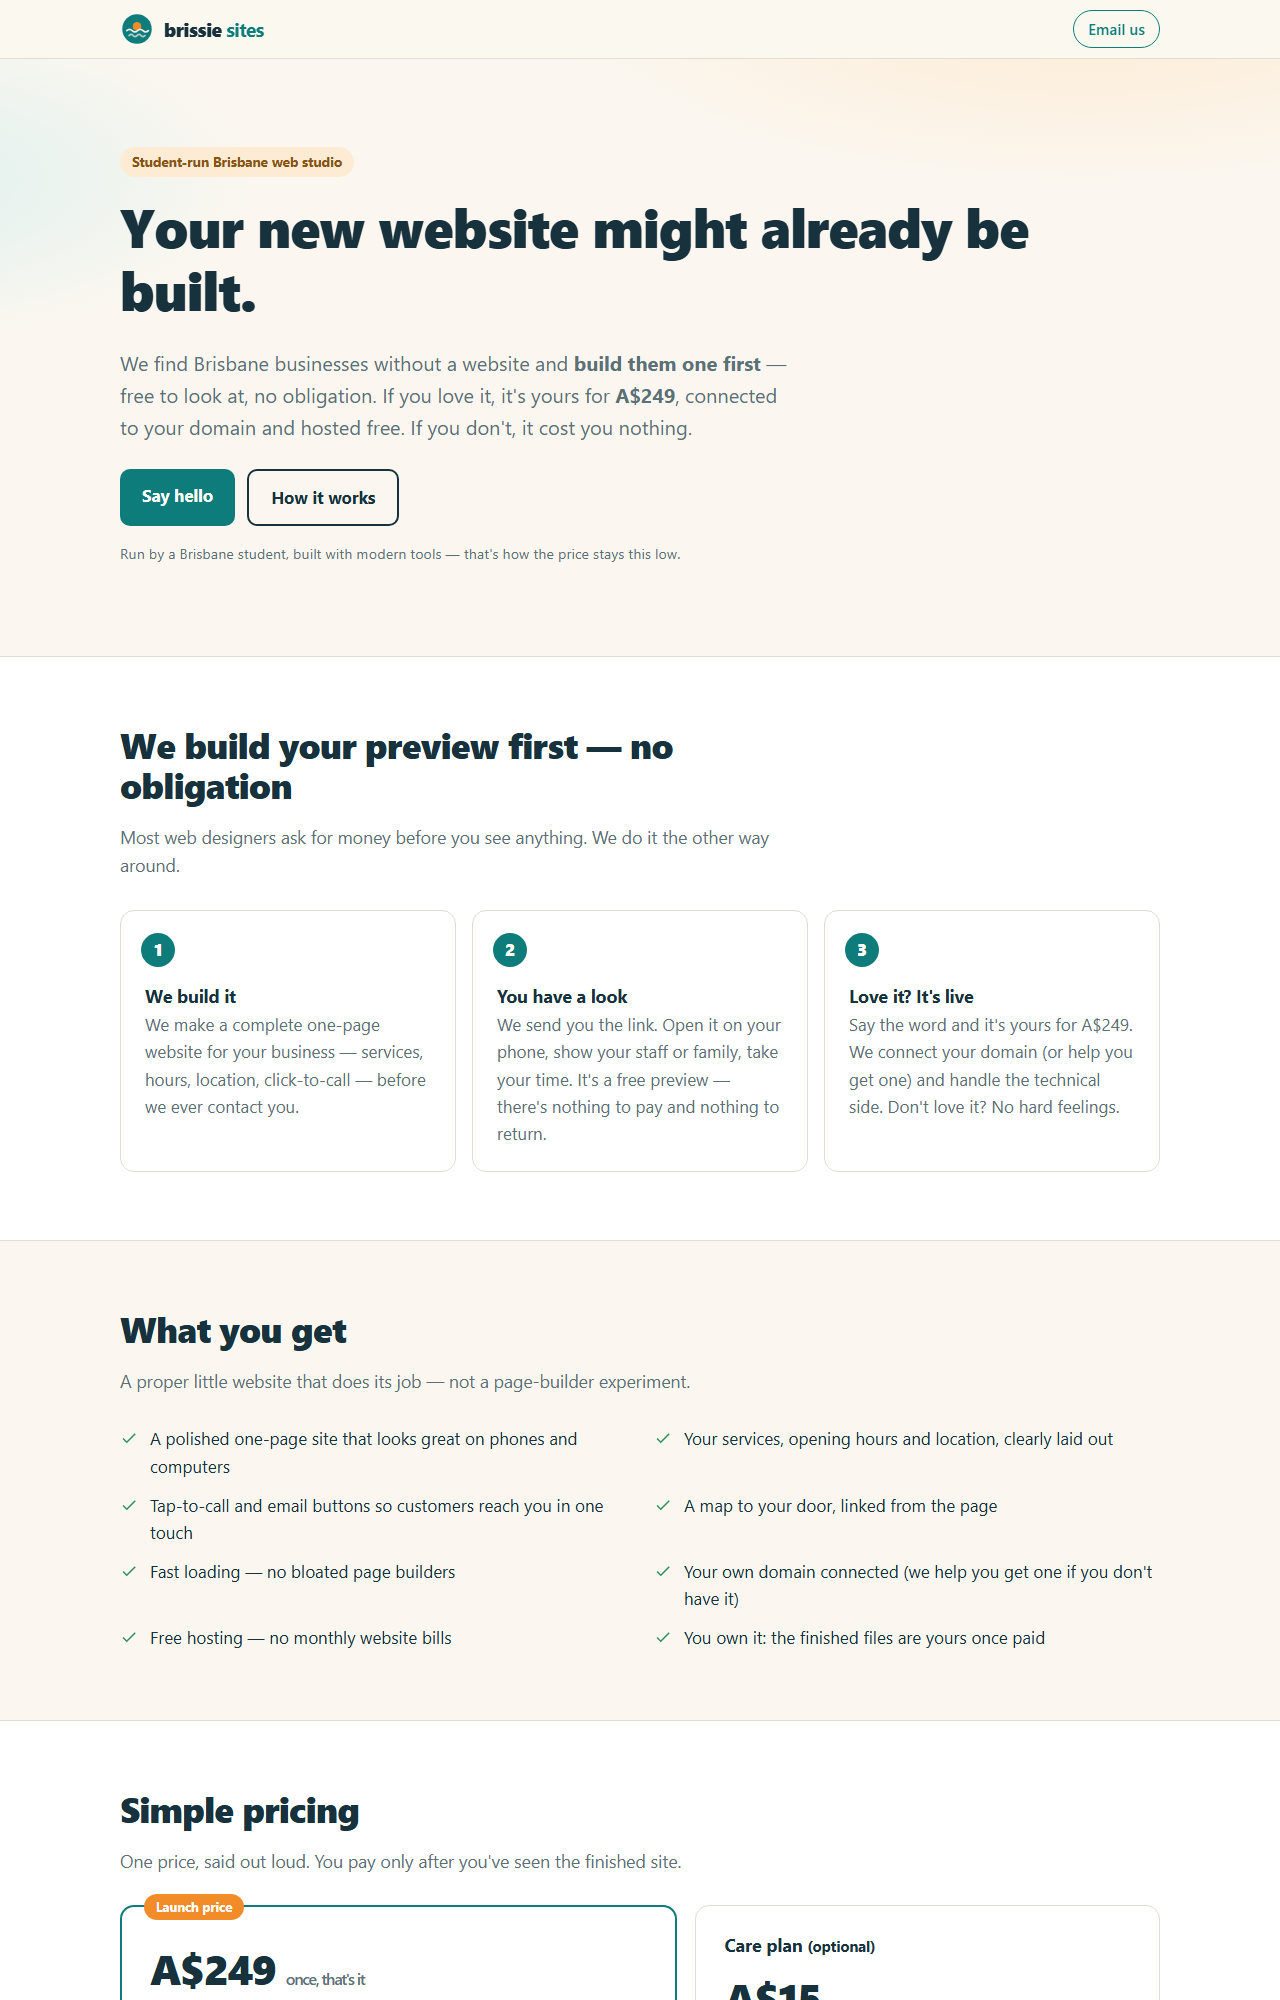 brissie sites
Email us
Student-run Brisbane web studio
Your new website might already be
built.
We find Brisbane businesses without a website and build them one first —
free to look at, no obligation. If you love it, it's yours for A$249, connected
to your domain and hosted free. If you don't, it cost you nothing.
Say hello
How it works
Run by a Brisbane student, built with modern tools — that's how the price stays this low.
We build your preview first — no
obligation
Most web designers ask for money before you see anything. We do it the other way
around.
1
We build it
We make a complete one-page
website for your business — services,
hours, location, click-to-call — before
we ever contact you.
2
You have a look
We send you the link. Open it on your
phone, show your staff or family, take
your time. It's a free preview —
there's nothing to pay and nothing to
return.
3
Love it? It's live
Say the word and it's yours for A$249.
We connect your domain (or help you
get one) and handle the technical
side. Don't love it? No hard feelings.
What you get
A proper little website that does its job — not a page-builder experiment.
A polished one-page site that looks great on phones and
computers
Your services, opening hours and location, clearly laid out
Tap-to-call and email buttons so customers reach you in one
touch
A map to your door, linked from the page
Fast loading — no bloated page builders
Your own domain connected (we help you get one if you don't
have it)
Free hosting — no monthly website bills
You own it: the finished files are yours once paid
Simple pricing
One price, said out loud. You pay only after you've seen the finished site.
Launch price
A$249 once, that's it
Care plan (optional)
A$15